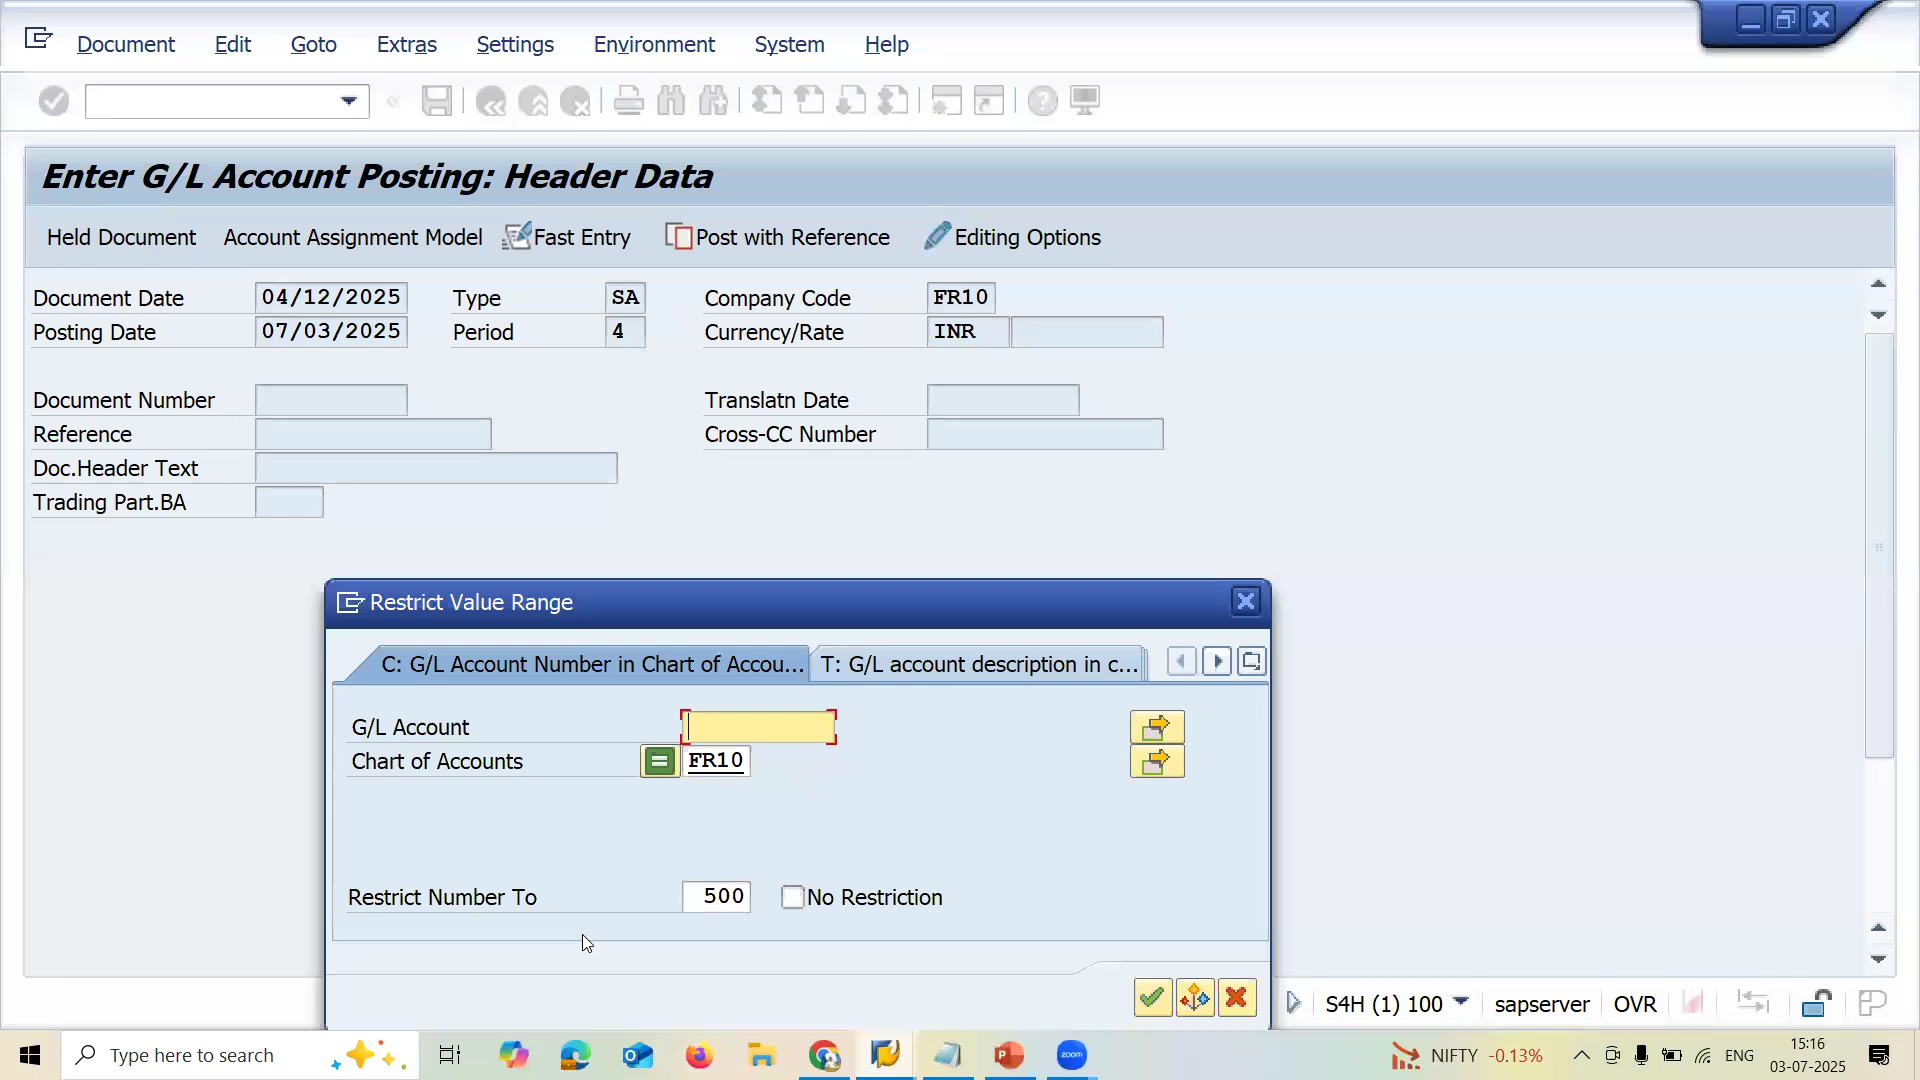 Document Edit Goto Extras Settings Environment System Help
Enter G/L Account Posting: Header Data
Held Document Account Assignment Model Fast Entry Post with Reference Editing Options
Document Date 04/12/2025 Type SA Company Code FR10
Posting Date 07/03/2025 Period 4 Currency/Rate INR
Document Number Translatn Date
Reference Cross-CC Number
Doc.Header Text
Trading Part.BA
Restrict Value Range
C: G/L Account Number in Chart of Accou... T: G/L account description in c...
G/L Account
Chart of Accounts FR10
Restrict Number To 500 No Restriction
S4H (1) 100 sapserver OVR
Type here to search zoom NIFTY -0.13% ENG 15:16
03-07-2025